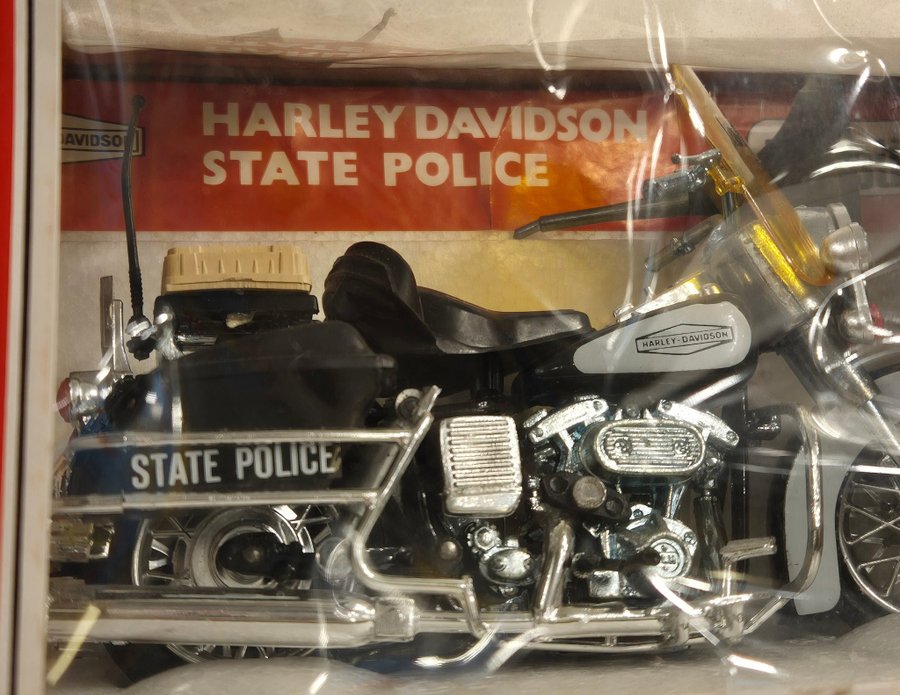 HARLEY DAVIDSON
STATE POLICE
DAVIDSON
HARLEY-DAVIDSON
STATE POLICE